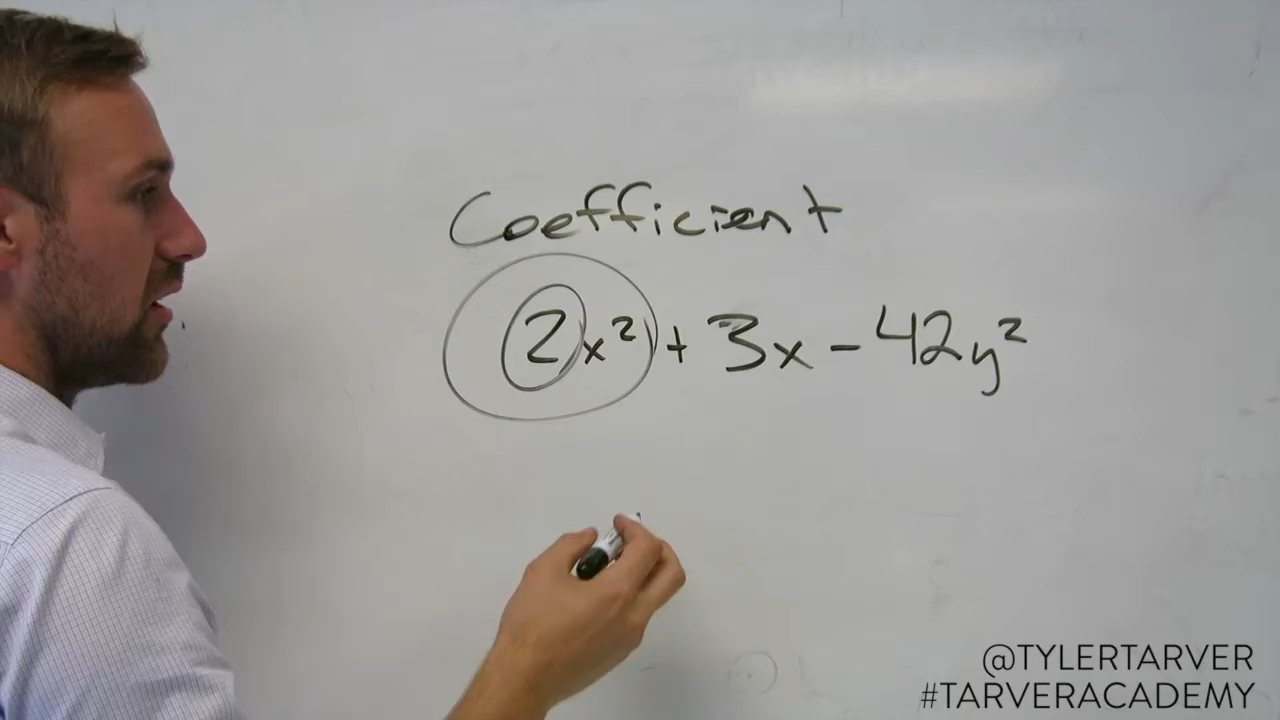 Coefficient
2x² + 3x - 42y²
@TYLERTARVER
#TARVERACADEMY